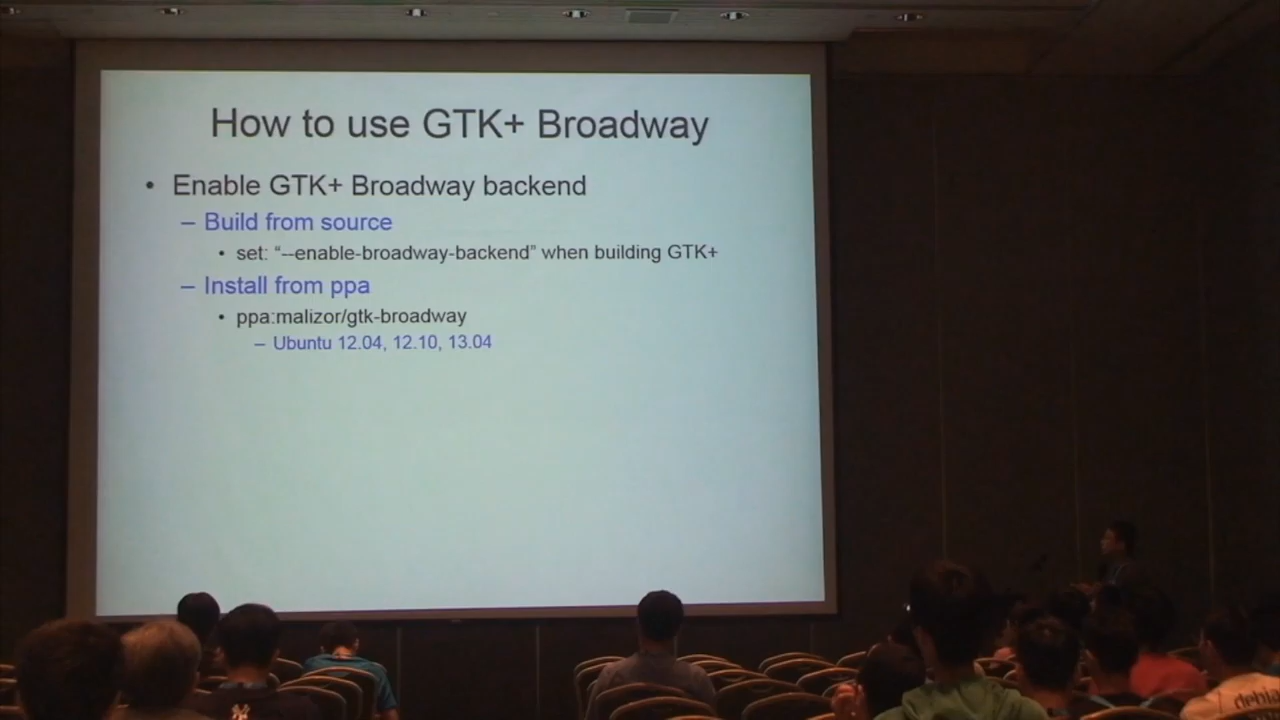 How to use GTK+ Broadway
• Enable GTK+ Broadway backend
– Build from source
• set: “--enable-broadway-backend” when building GTK+
– Install from ppa
• ppa:malizor/gtk-broadway
– Ubuntu 12.04, 12.10, 13.04
debia